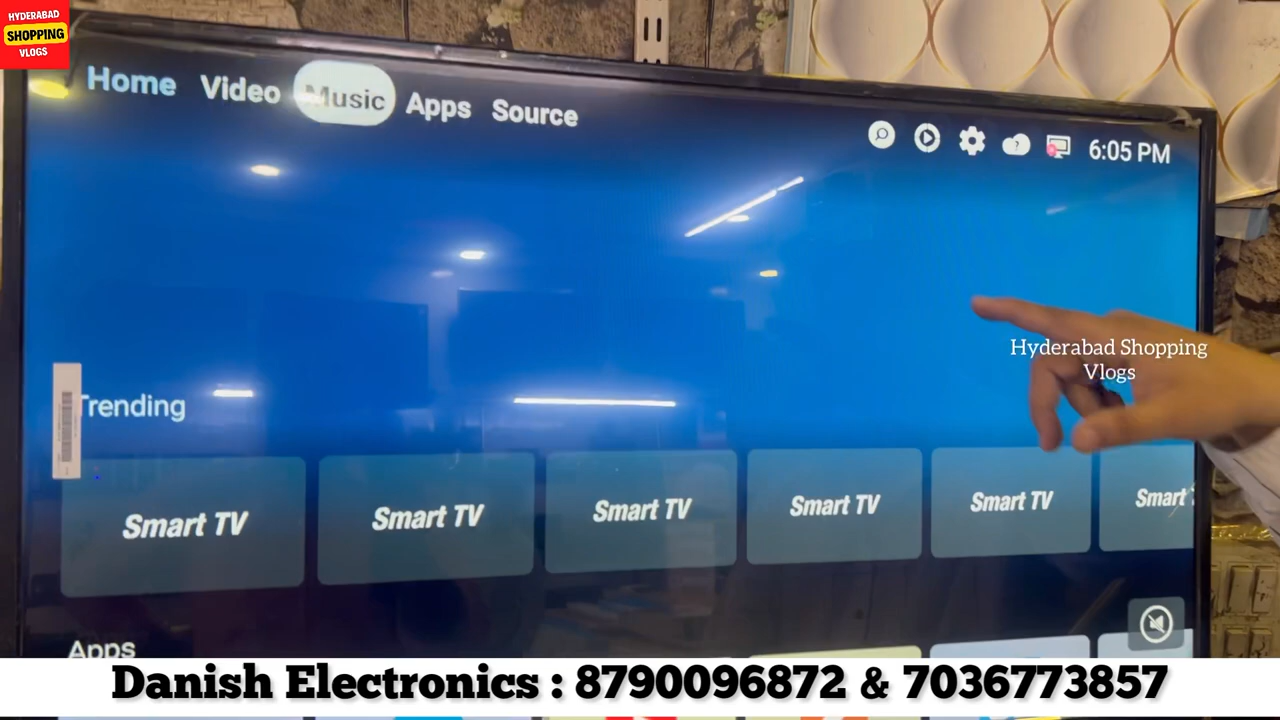 HYDERABAD
SHOPPING
VLOGS
Home Video Music Apps Source
6:05 PM
Hyderabad Shopping
Vlogs
Trending
Smart TV Smart TV Smart TV Smart TV Smart TV Smart
Apps
Danish Electronics : 8790096872 & 7036773857